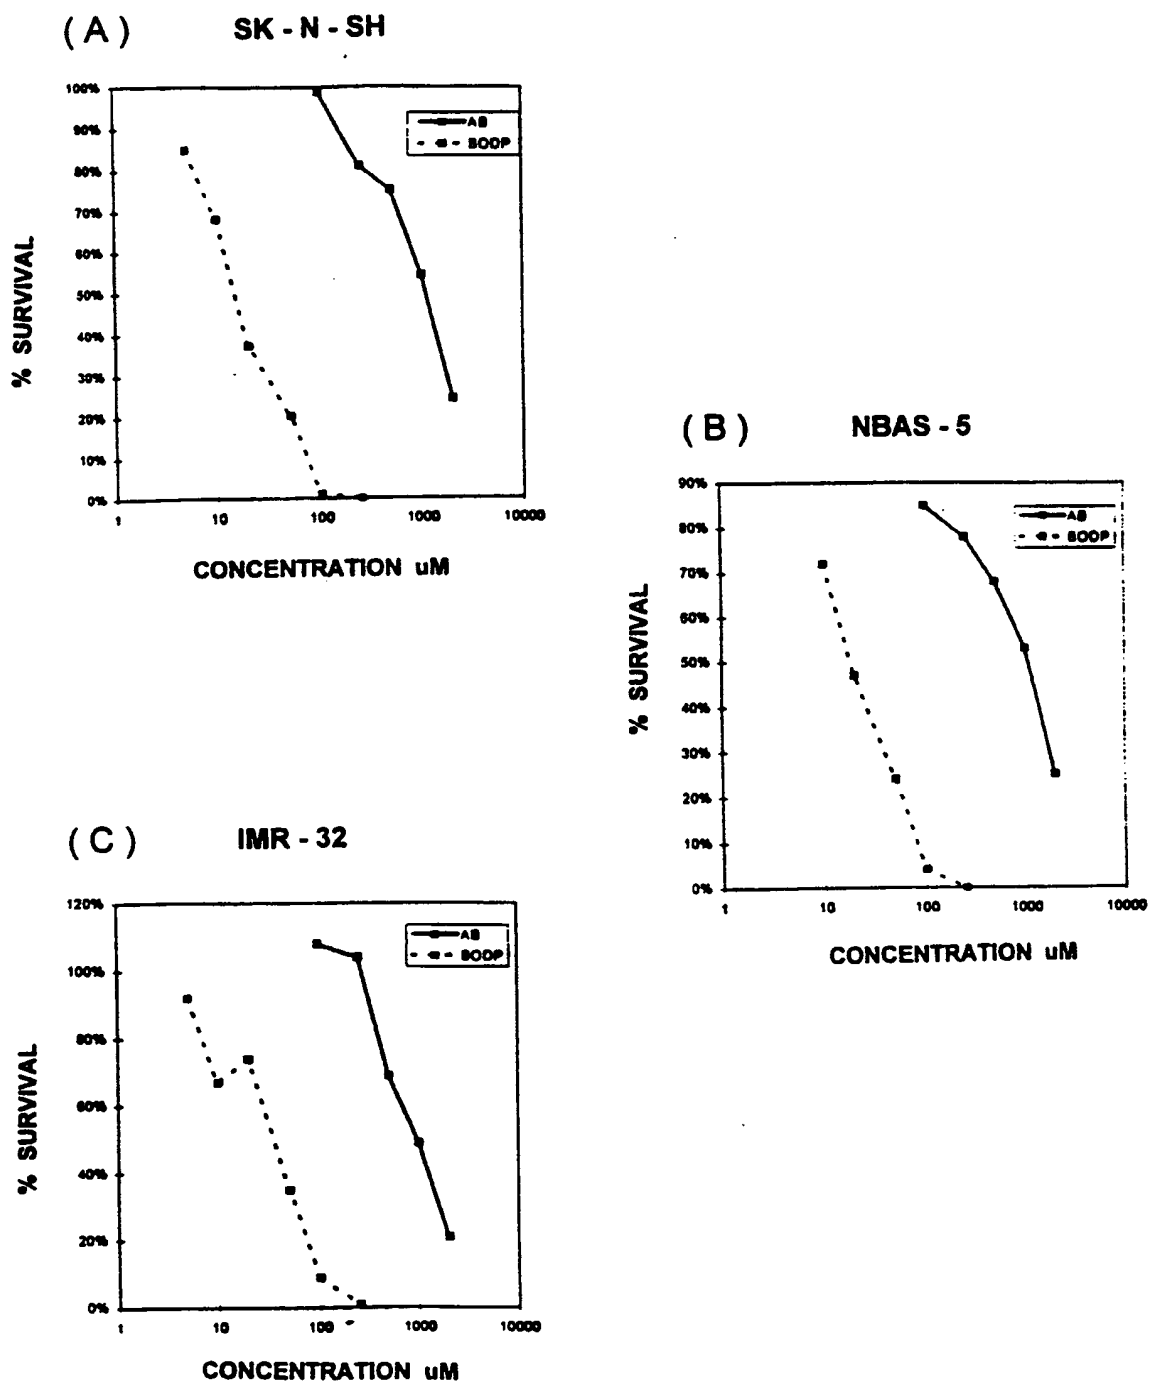 ( A ) SK - N - SH
100%
90%
80%
70%
60%
50%
40%
30%
20%
10%
0%
AB
BODP
% SURVIVAL
1 10 100 1000 10000
CONCENTRATION uM
( B ) NBAS - 5
90%
80%
70%
60%
50%
40%
30%
20%
10%
0%
AB
BODP
% SURVIVAL
1 10 100 1000 10000
CONCENTRATION uM
( C ) IMR - 32
120%
100%
80%
60%
40%
20%
0%
AB
BODP
% SURVIVAL
1 10 100 1000 10000
CONCENTRATION uM